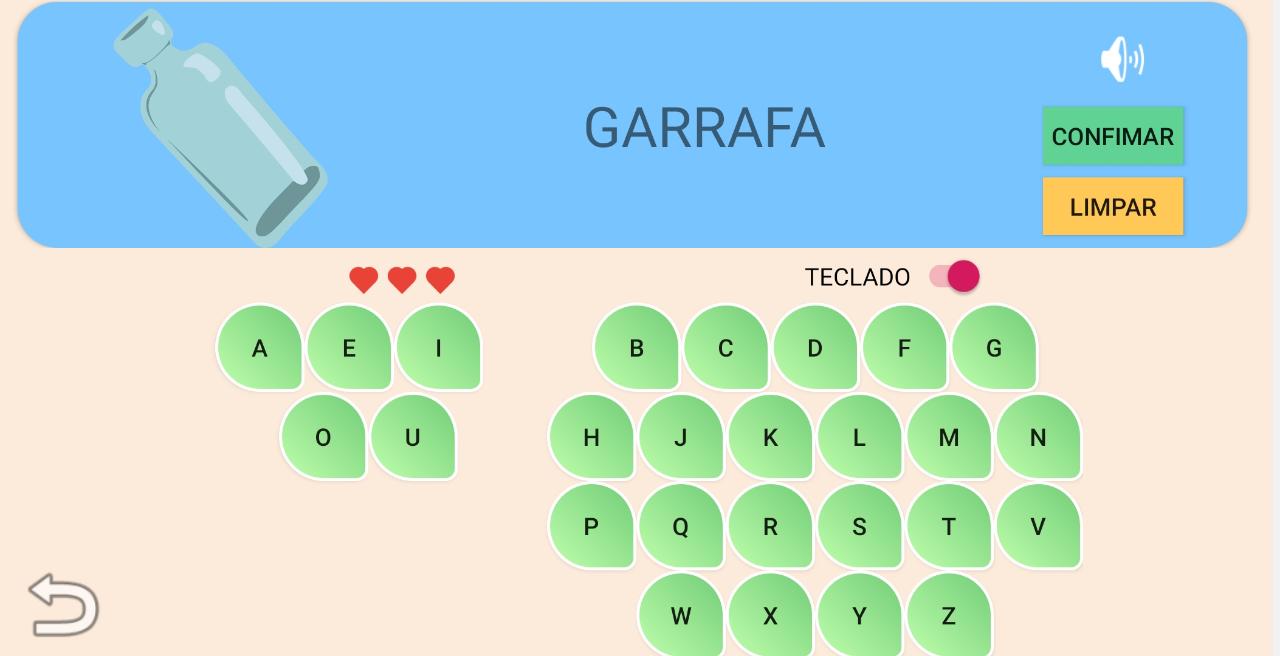 GARRAFA
CONFIMAR
LIMPAR
TECLADO
A E I
O U
B C D F G
H J K L M N
P Q R S T V
W X Y Z